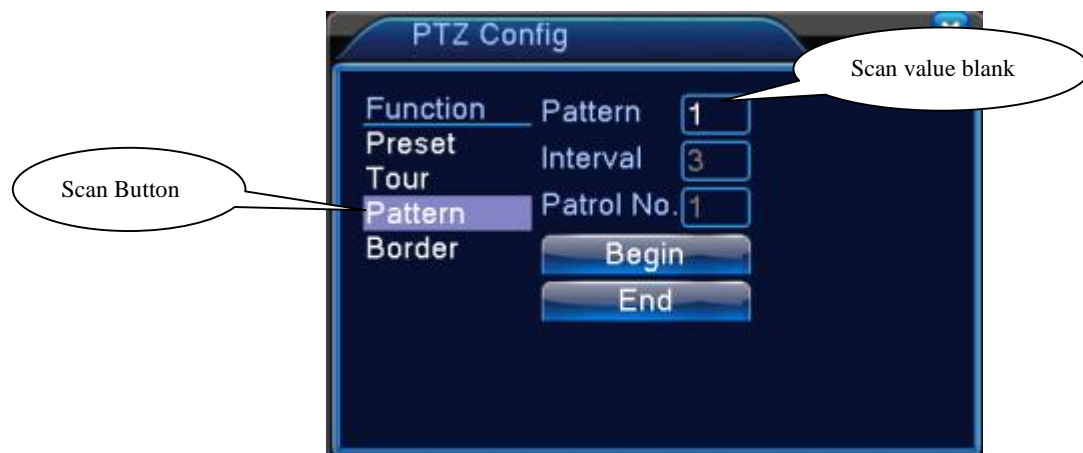 PTZ Config
Scan value blank
Function
Pattern 1
Preset
Interval 3
Tour
Scan Button
Pattern
Patrol No. 1
Border
Begin
End